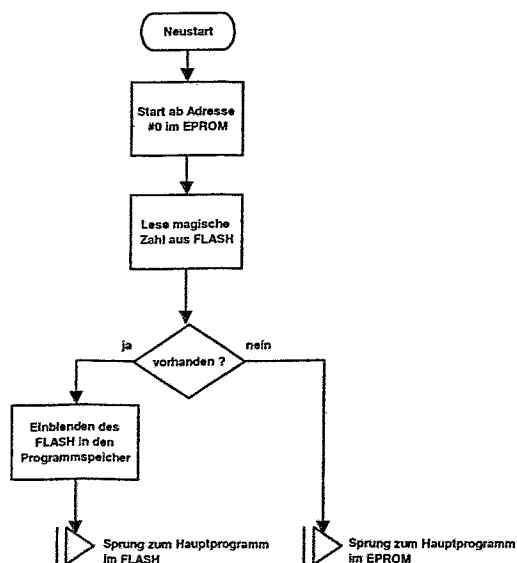 Neustart
Start ab Adresse
#0 im EPROM
Lese magische
Zahl aus FLASH
ja
nein
vorhanden ?
Einblenden des
FLASH in den
Programmspeicher
Sprung zum Hauptprogramm
im FLASH
Sprung zum Hauptprogramm
im EPROM